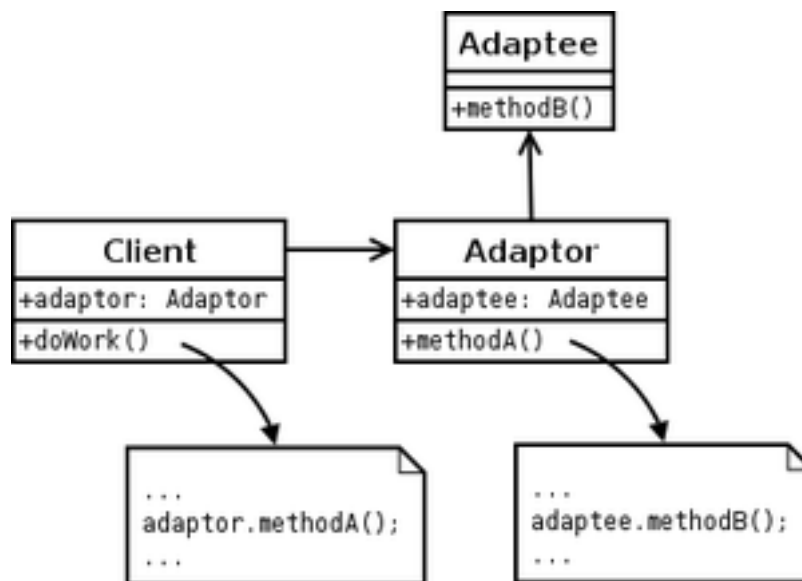 Adaptee
+methodB()
Client
+adaptor: Adaptor
+doWork()
Adaptor
+adaptee: Adaptee
+methodA()
...
adaptor.methodA();
...
...
adaptee.methodB();
...